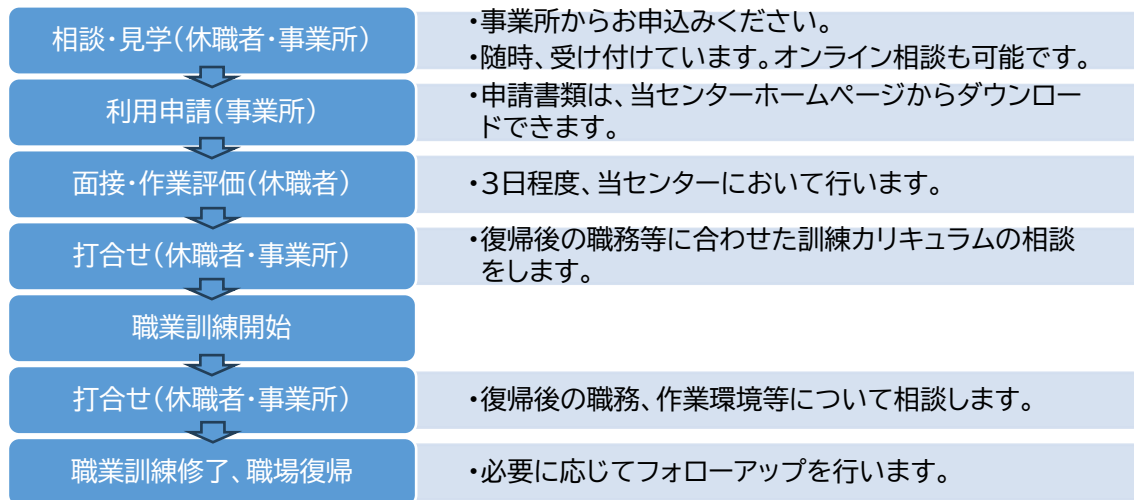 相談・見学(休職者・事業所)
・事業所からお申込みください。
・随時、受け付けています。オンライン相談も可能です。
利用申請(事業所)
・申請書類は、当センターホームページからダウンロー
ドできます。
面接・作業評価(休職者)
・3日程度、当センターにおいて行います。
打合せ(休職者・事業所)
・復帰後の職務等に合わせた訓練カリキュラムの相談
をします。
職業訓練開始
打合せ(休職者・事業所)
・復帰後の職務、作業環境等について相談します。
職業訓練修了、職場復帰
・必要に応じてフォローアップを行います。